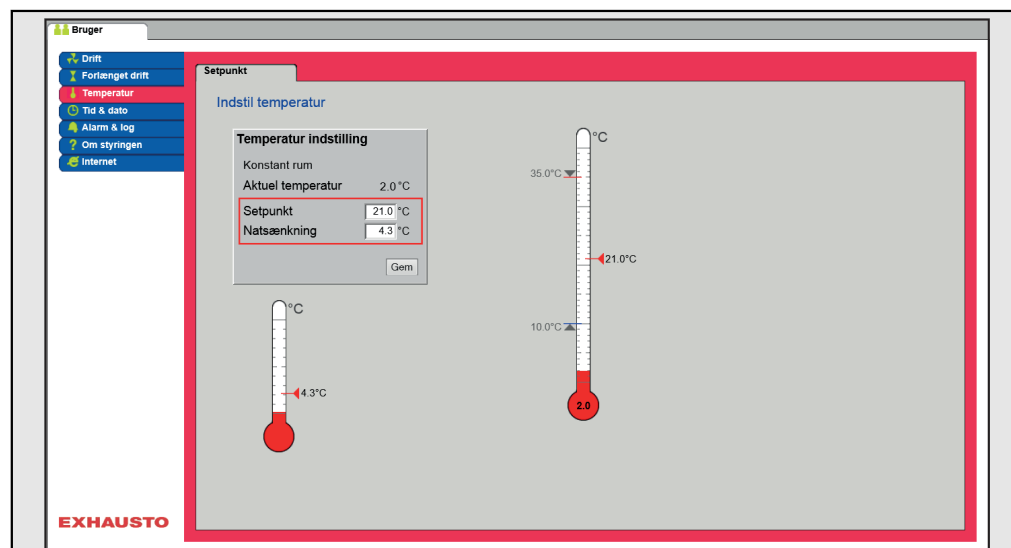 Bruger
Drift
Forlænget drift
Temperatur
Tid & dato
Alarm & log
Om styringen
Internet
Setpunkt
Indstil temperatur
Temperatur indstilling
Konstant rum
Aktuel temperatur 2.0 °C
Setpunkt 21.0 °C
Natsænkning 4.3 °C
Gem
°C
4.3°C
°C
35.0°C
21.0°C
10.0°C
2.0
EXHAUSTO